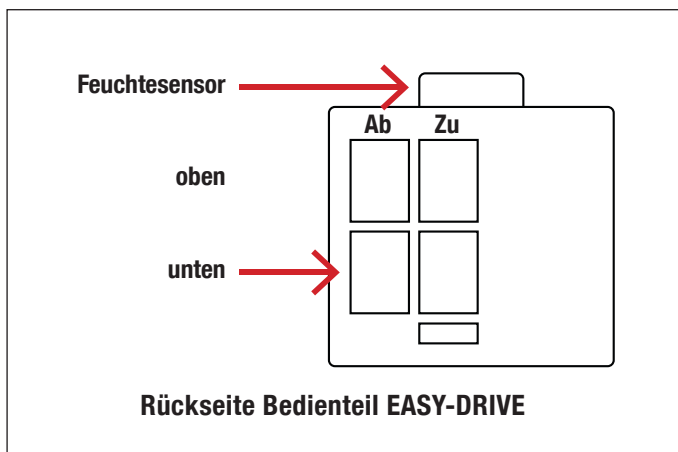 Feuchtesensor
Ab Zu
oben
unten
Rückseite Bedienteil EASY-DRIVE